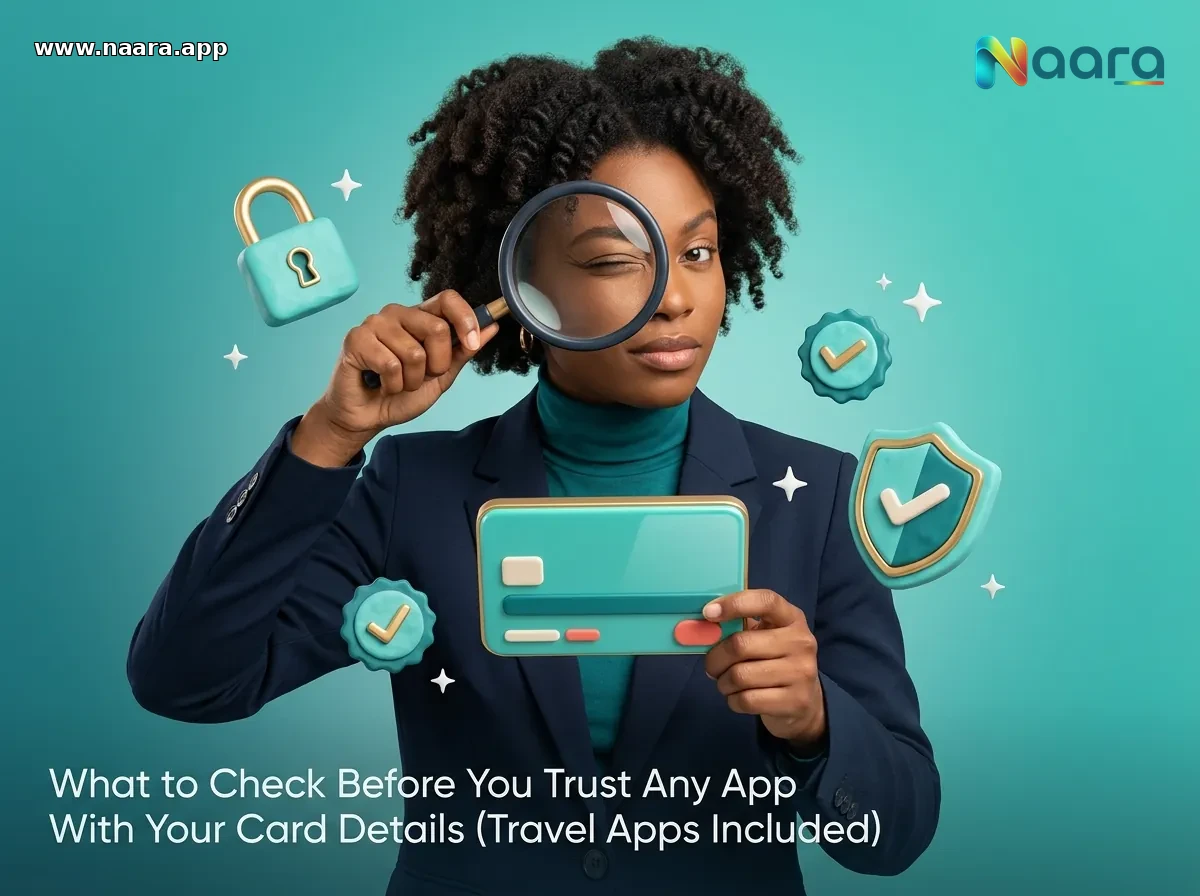 www.naara.app
Naara
What to Check Before You Trust Any App
With Your Card Details (Travel Apps Included)